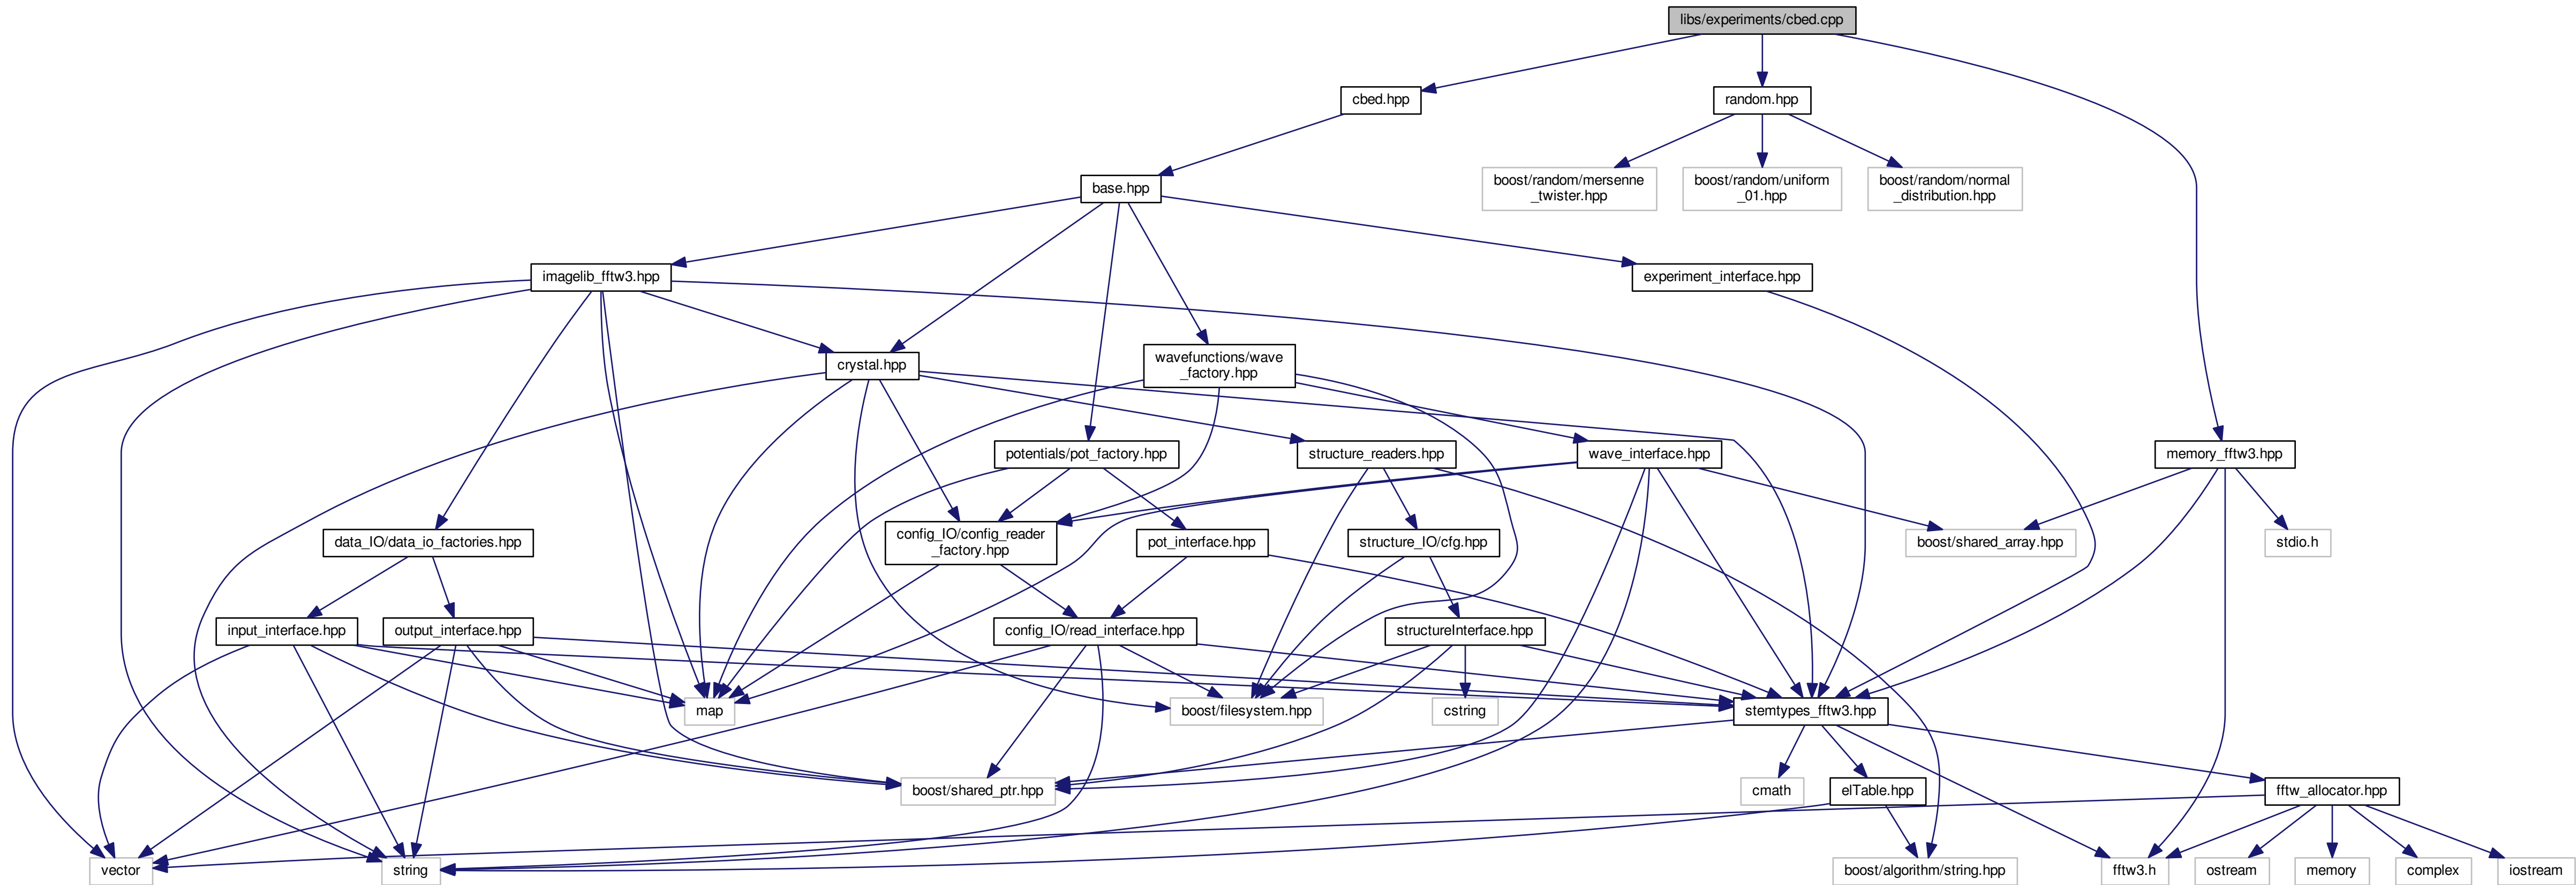 libs/experiments/cbed.cpp
cbed.hpp
random.hpp
base.hpp
boost/random/mersenne
_twister.hpp
boost/random/uniform
_01.hpp
boost/random/normal
_distribution.hpp
imagelib_fftw3.hpp
experiment_interface.hpp
crystal.hpp
wavefunctions/wave
_factory.hpp
potentials/pot_factory.hpp
structure_readers.hpp
wave_interface.hpp
memory_fftw3.hpp
data_IO/data_io_factories.hpp
config_IO/config_reader
_factory.hpp
pot_interface.hpp
structure_IO/cfg.hpp
boost/shared_array.hpp
stdio.h
input_interface.hpp
output_interface.hpp
config_IO/read_interface.hpp
structureInterface.hpp
map
boost/filesystem.hpp
cstring
stemtypes_fftw3.hpp
boost/shared_ptr.hpp
cmath
elTable.hpp
fftw_allocator.hpp
vector
string
boost/algorithm/string.hpp
fftw3.h
ostream
memory
complex
iostream